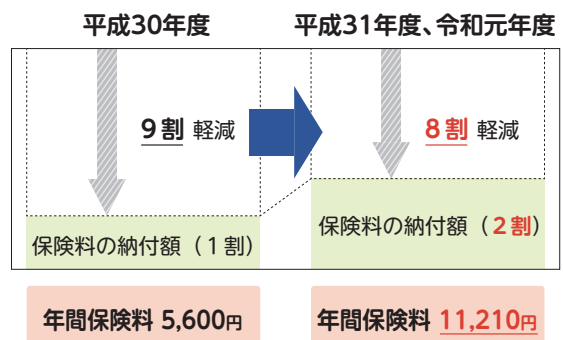 平成30年度
平成31年度、令和元年度
9割 軽減
8割 軽減
保険料の納付額(1割)
保険料の納付額(2割)
年間保険料 5,600円
年間保険料 11,210円